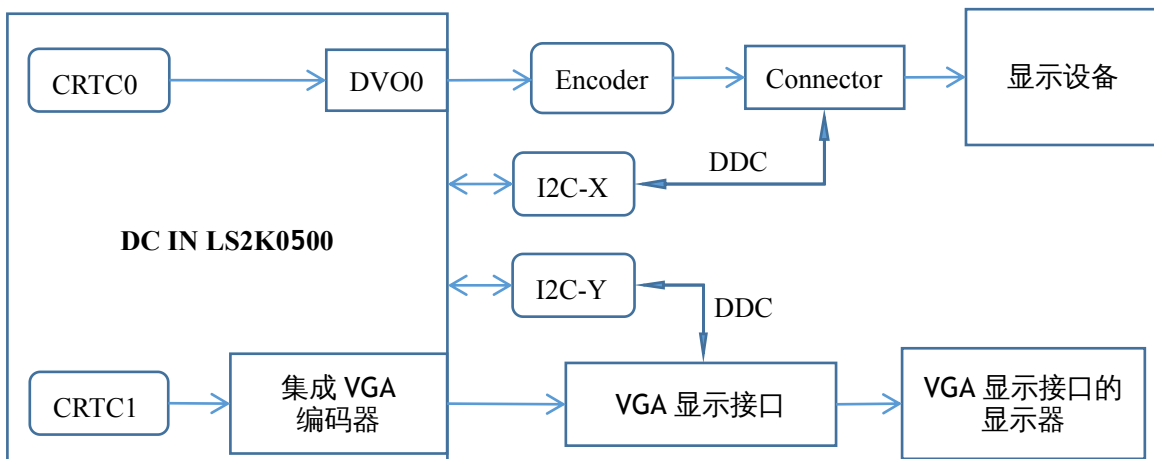 CRTC0
DVO0
Encoder
Connector
显示设备
DDC
I2C-X
DC IN LS2K0500
I2C-Y
DDC
CRTC1
集成 VGA
编码器
VGA 显示接口
VGA 显示接口的
显示器